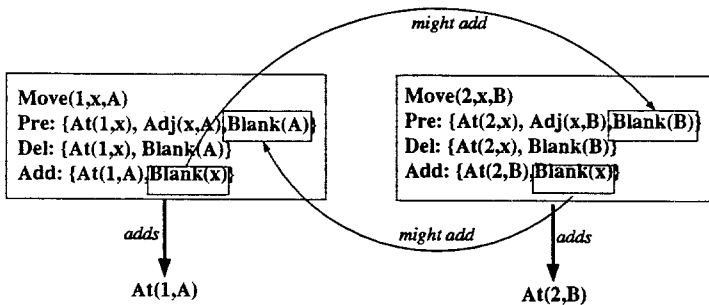 might add
Move(1,x,A)
Pre: {At(1,x), Adj(x,A),Blank(A)}
Del: {At(1,x), Blank(A)}
Add: {At(1,A),Blank(x)}
Move(2,x,B)
Pre: {At(2,x), Adj(x,B),Blank(B)}
Del: {At(2,x), Blank(B)}
Add: {At(2,B),Blank(x)}
adds
might add
adds
At(1,A)
At(2,B)